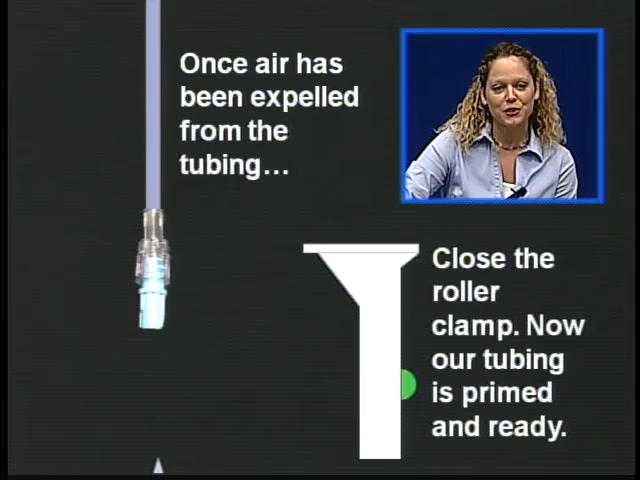 Once air has
been expelled
from the
tubing…
Close the
roller
clamp. Now
our tubing
is primed
and ready.